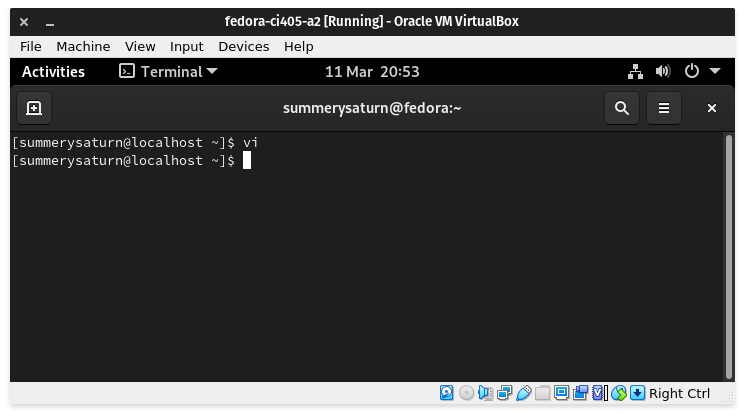 fedora-ci405-a2 [Running] - Oracle VM VirtualBox
File Machine View Input Devices Help
Activities Terminal 11 Mar 20:53
summerysaturn@fedora:~
[summerysaturn@localhost ~]$ vi
[summerysaturn@localhost ~]$
Right Ctrl